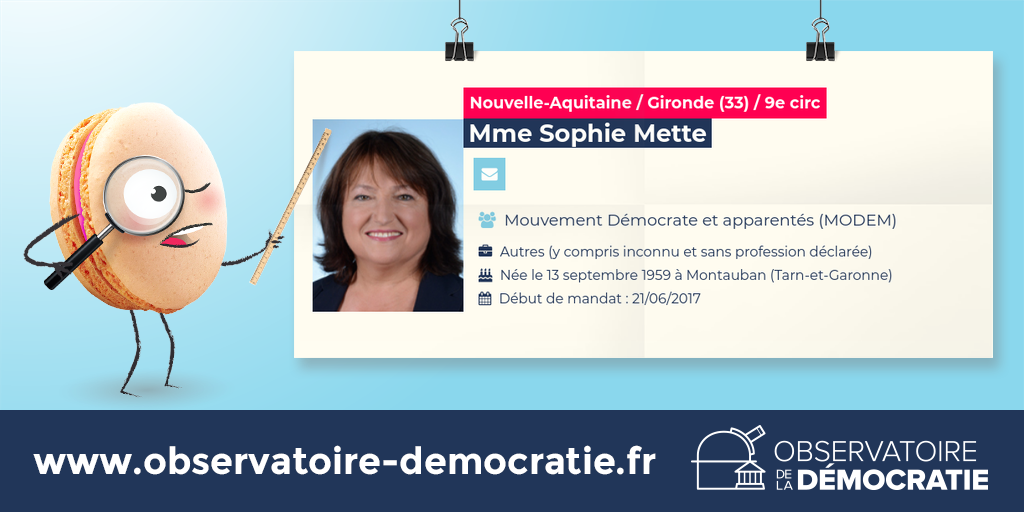 Nouvelle-Aquitaine / Gironde (33) / 9e circ
Mme Sophie Mette
Mouvement Démocrate et apparentés (MODEM)
Autres (y compris inconnu et sans profession déclarée)
Née le 13 septembre 1959 à Montauban (Tarn-et-Garonne)
Début de mandat : 21/06/2017
www.observatoire-democratie.fr
OBSERVATOIRE
DE LA DÉMOCRATIE